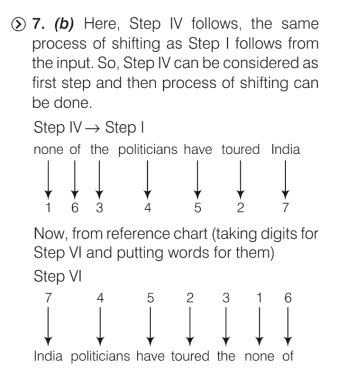 7. (b) Here, Step IV follows, the same
process of shifting as Step I follows from
the input. So, Step IV can be considered as
first step and then process of shifting can
be done.
Step IV → Step I
none of the politicians have toured India
1 6 3 4 5 2 7
Now, from reference chart (taking digits for
Step VI and putting words for them)
Step VI
7 4 5 2 3 1 6
India politicians have toured the none of